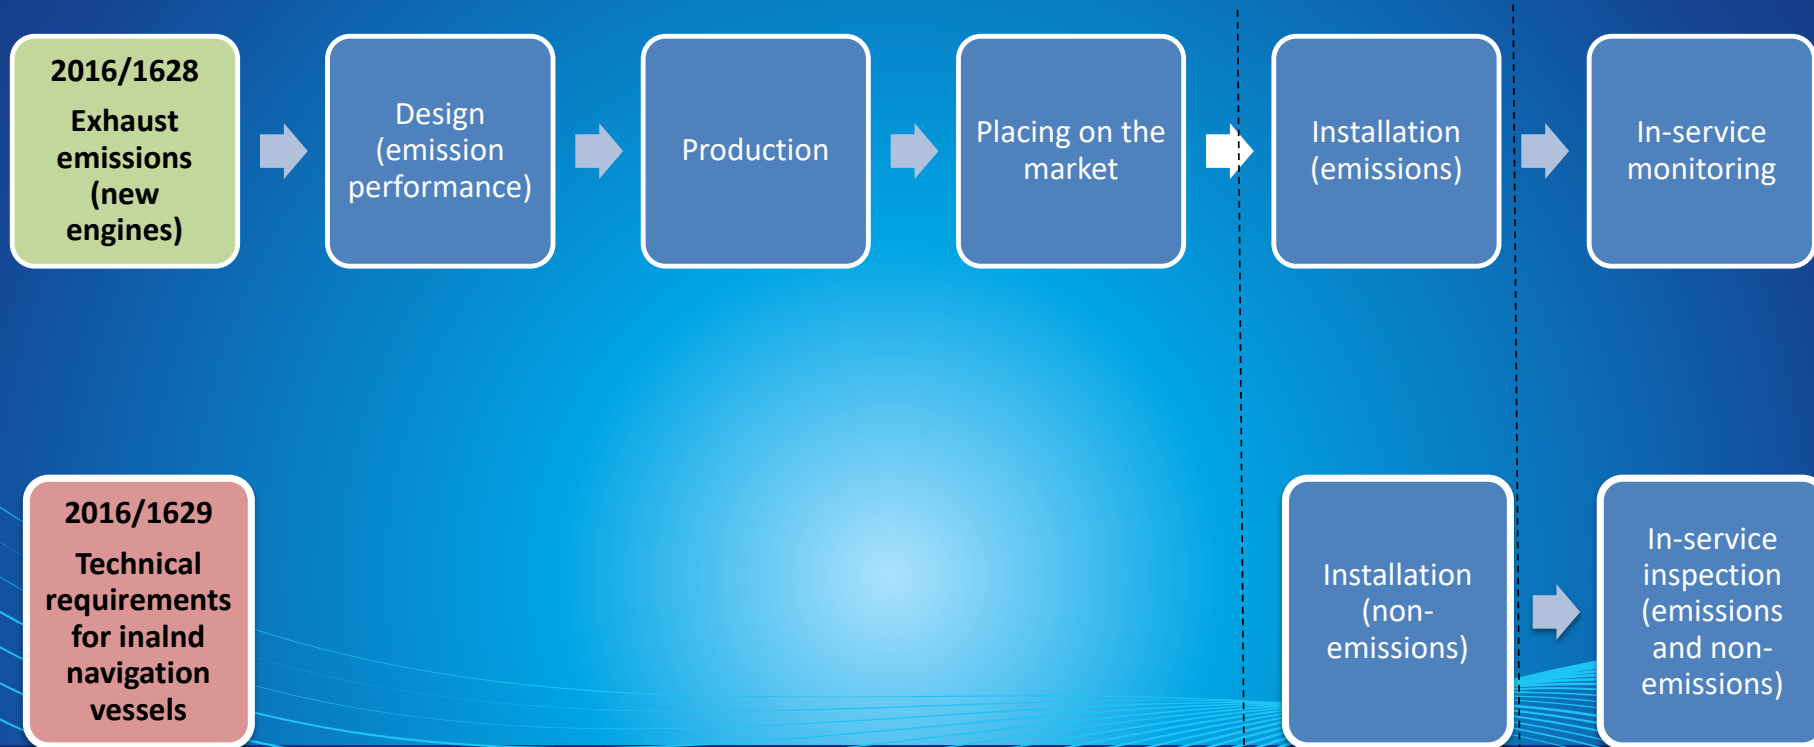 2016/1628
Exhaust
emissions
(new
engines)
Design
(emission
performance)
Production
Placing on the
market
Installation
(emissions)
In-service
monitoring
2016/1629
Technical
requirements
for inalnd
navigation
vessels
Installation
(non-
emissions)
In-service
inspection
(emissions
and non-
emissions)